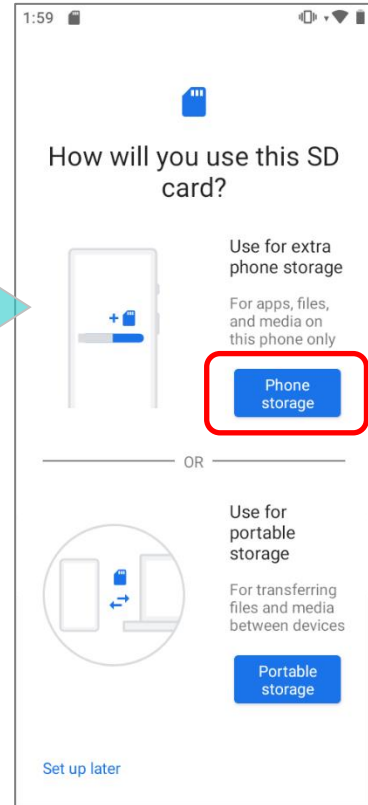 1:59
How will you use this SD
card?
Use for extra
phone storage
For apps, files,
and media on
this phone only
Phone
storage
OR
Use for
portable
storage
For transferring
files and media
between devices
Portable
storage
Set up later